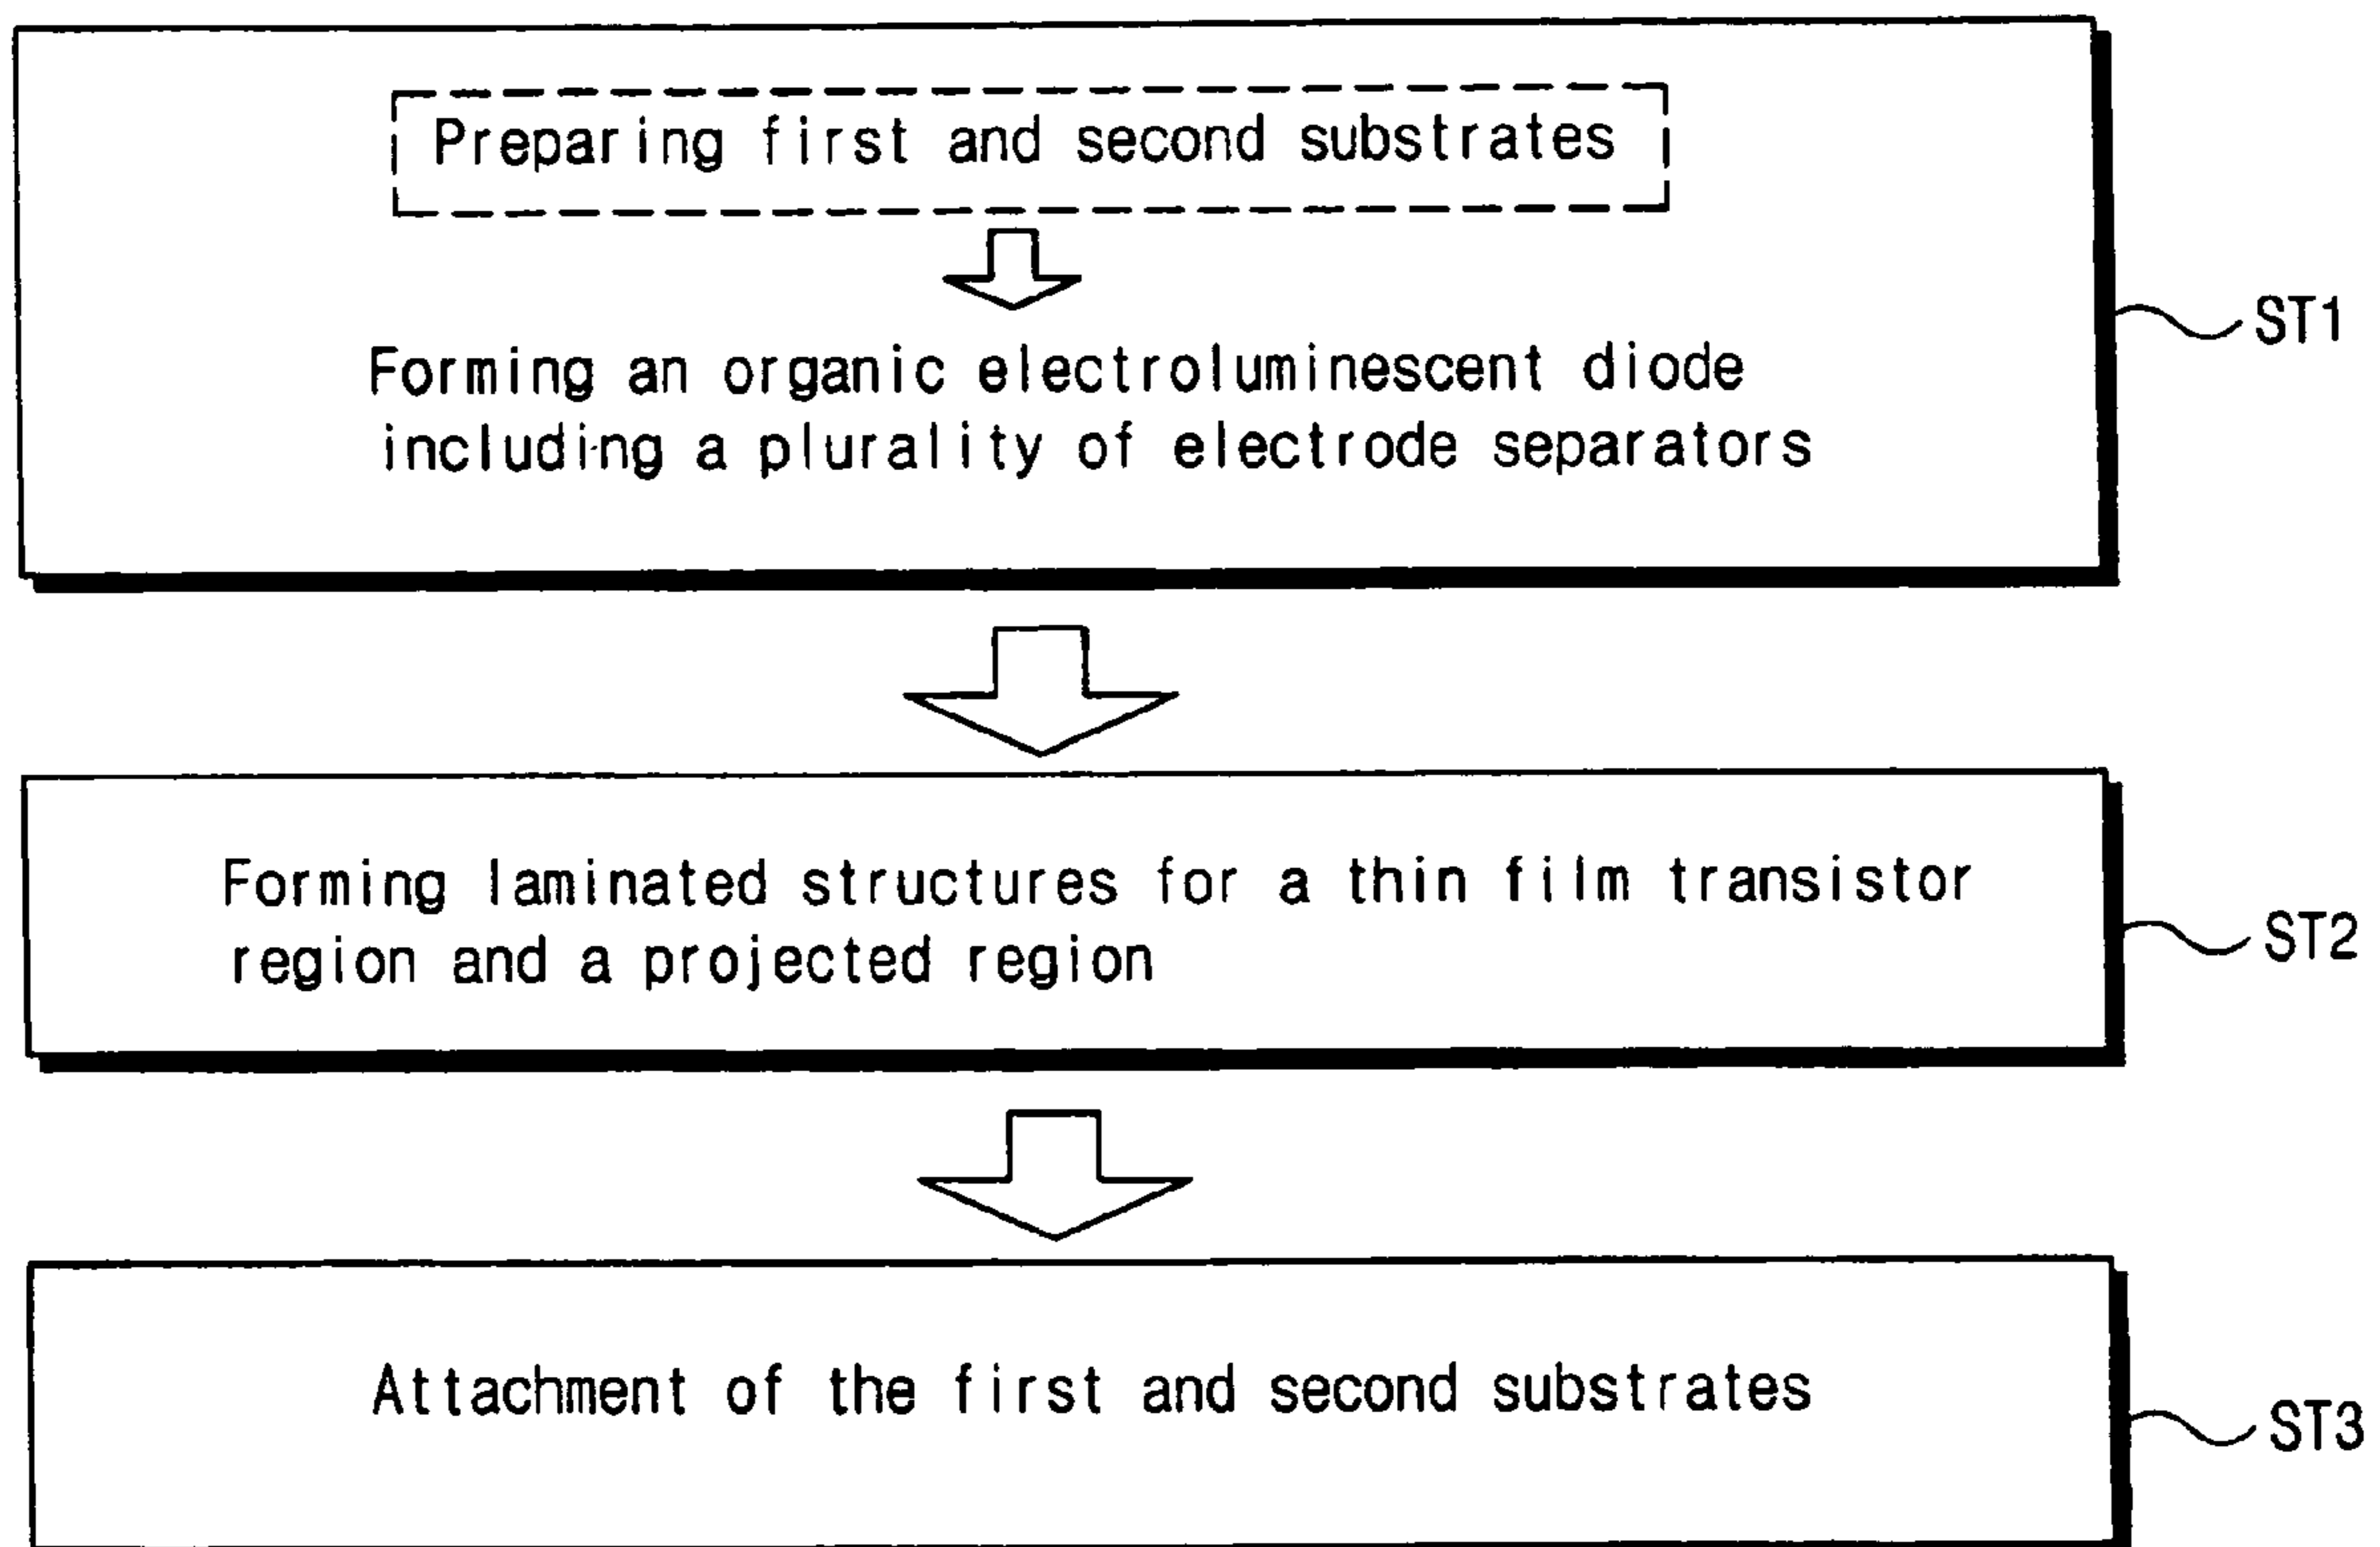 Preparing first and second substrates
Forming an organic electroluminescent diode
including a plurality of electrode separators
ST1
Forming laminated structures for a thin film transistor
region and a projected region
ST2
Attachment of the first and second substrates
ST3